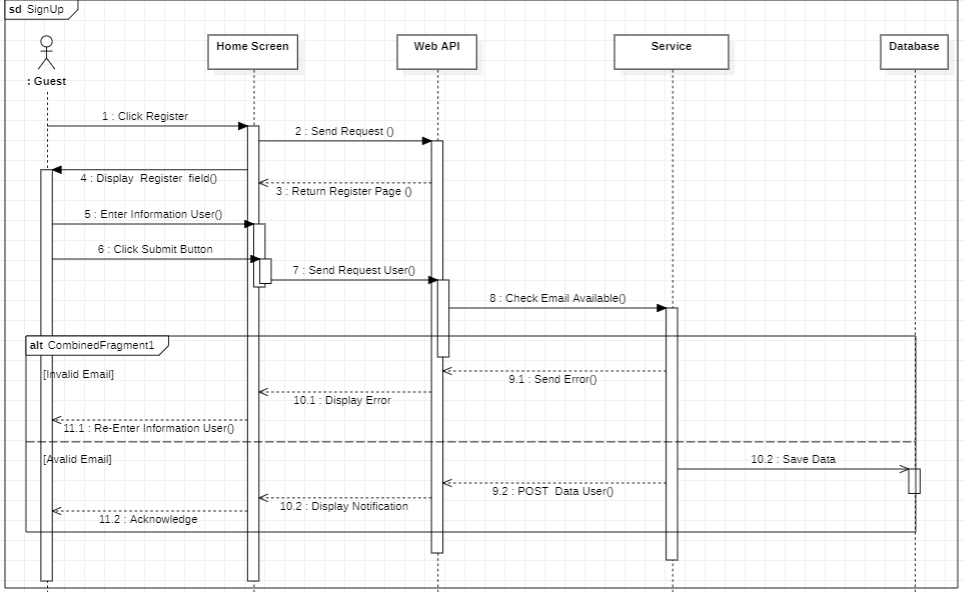 sd SignUp
: Guest
Home Screen
Web API
Service
Database
1 : Click Register
2 : Send Request ()
3 : Return Register Page ()
4 : Display Register field()
5 : Enter Information User()
6 : Click Submit Button
7 : Send Request User()
8 : Check Email Available()
alt CombinedFragment1
[Invalid Email]
9.1 : Send Error()
10.1 : Display Error
11.1 : Re-Enter Information User()
[Avalid Email]
10.2 : Save Data
9.2 : POST Data User()
10.2 : Display Notification
11.2 : Acknowledge